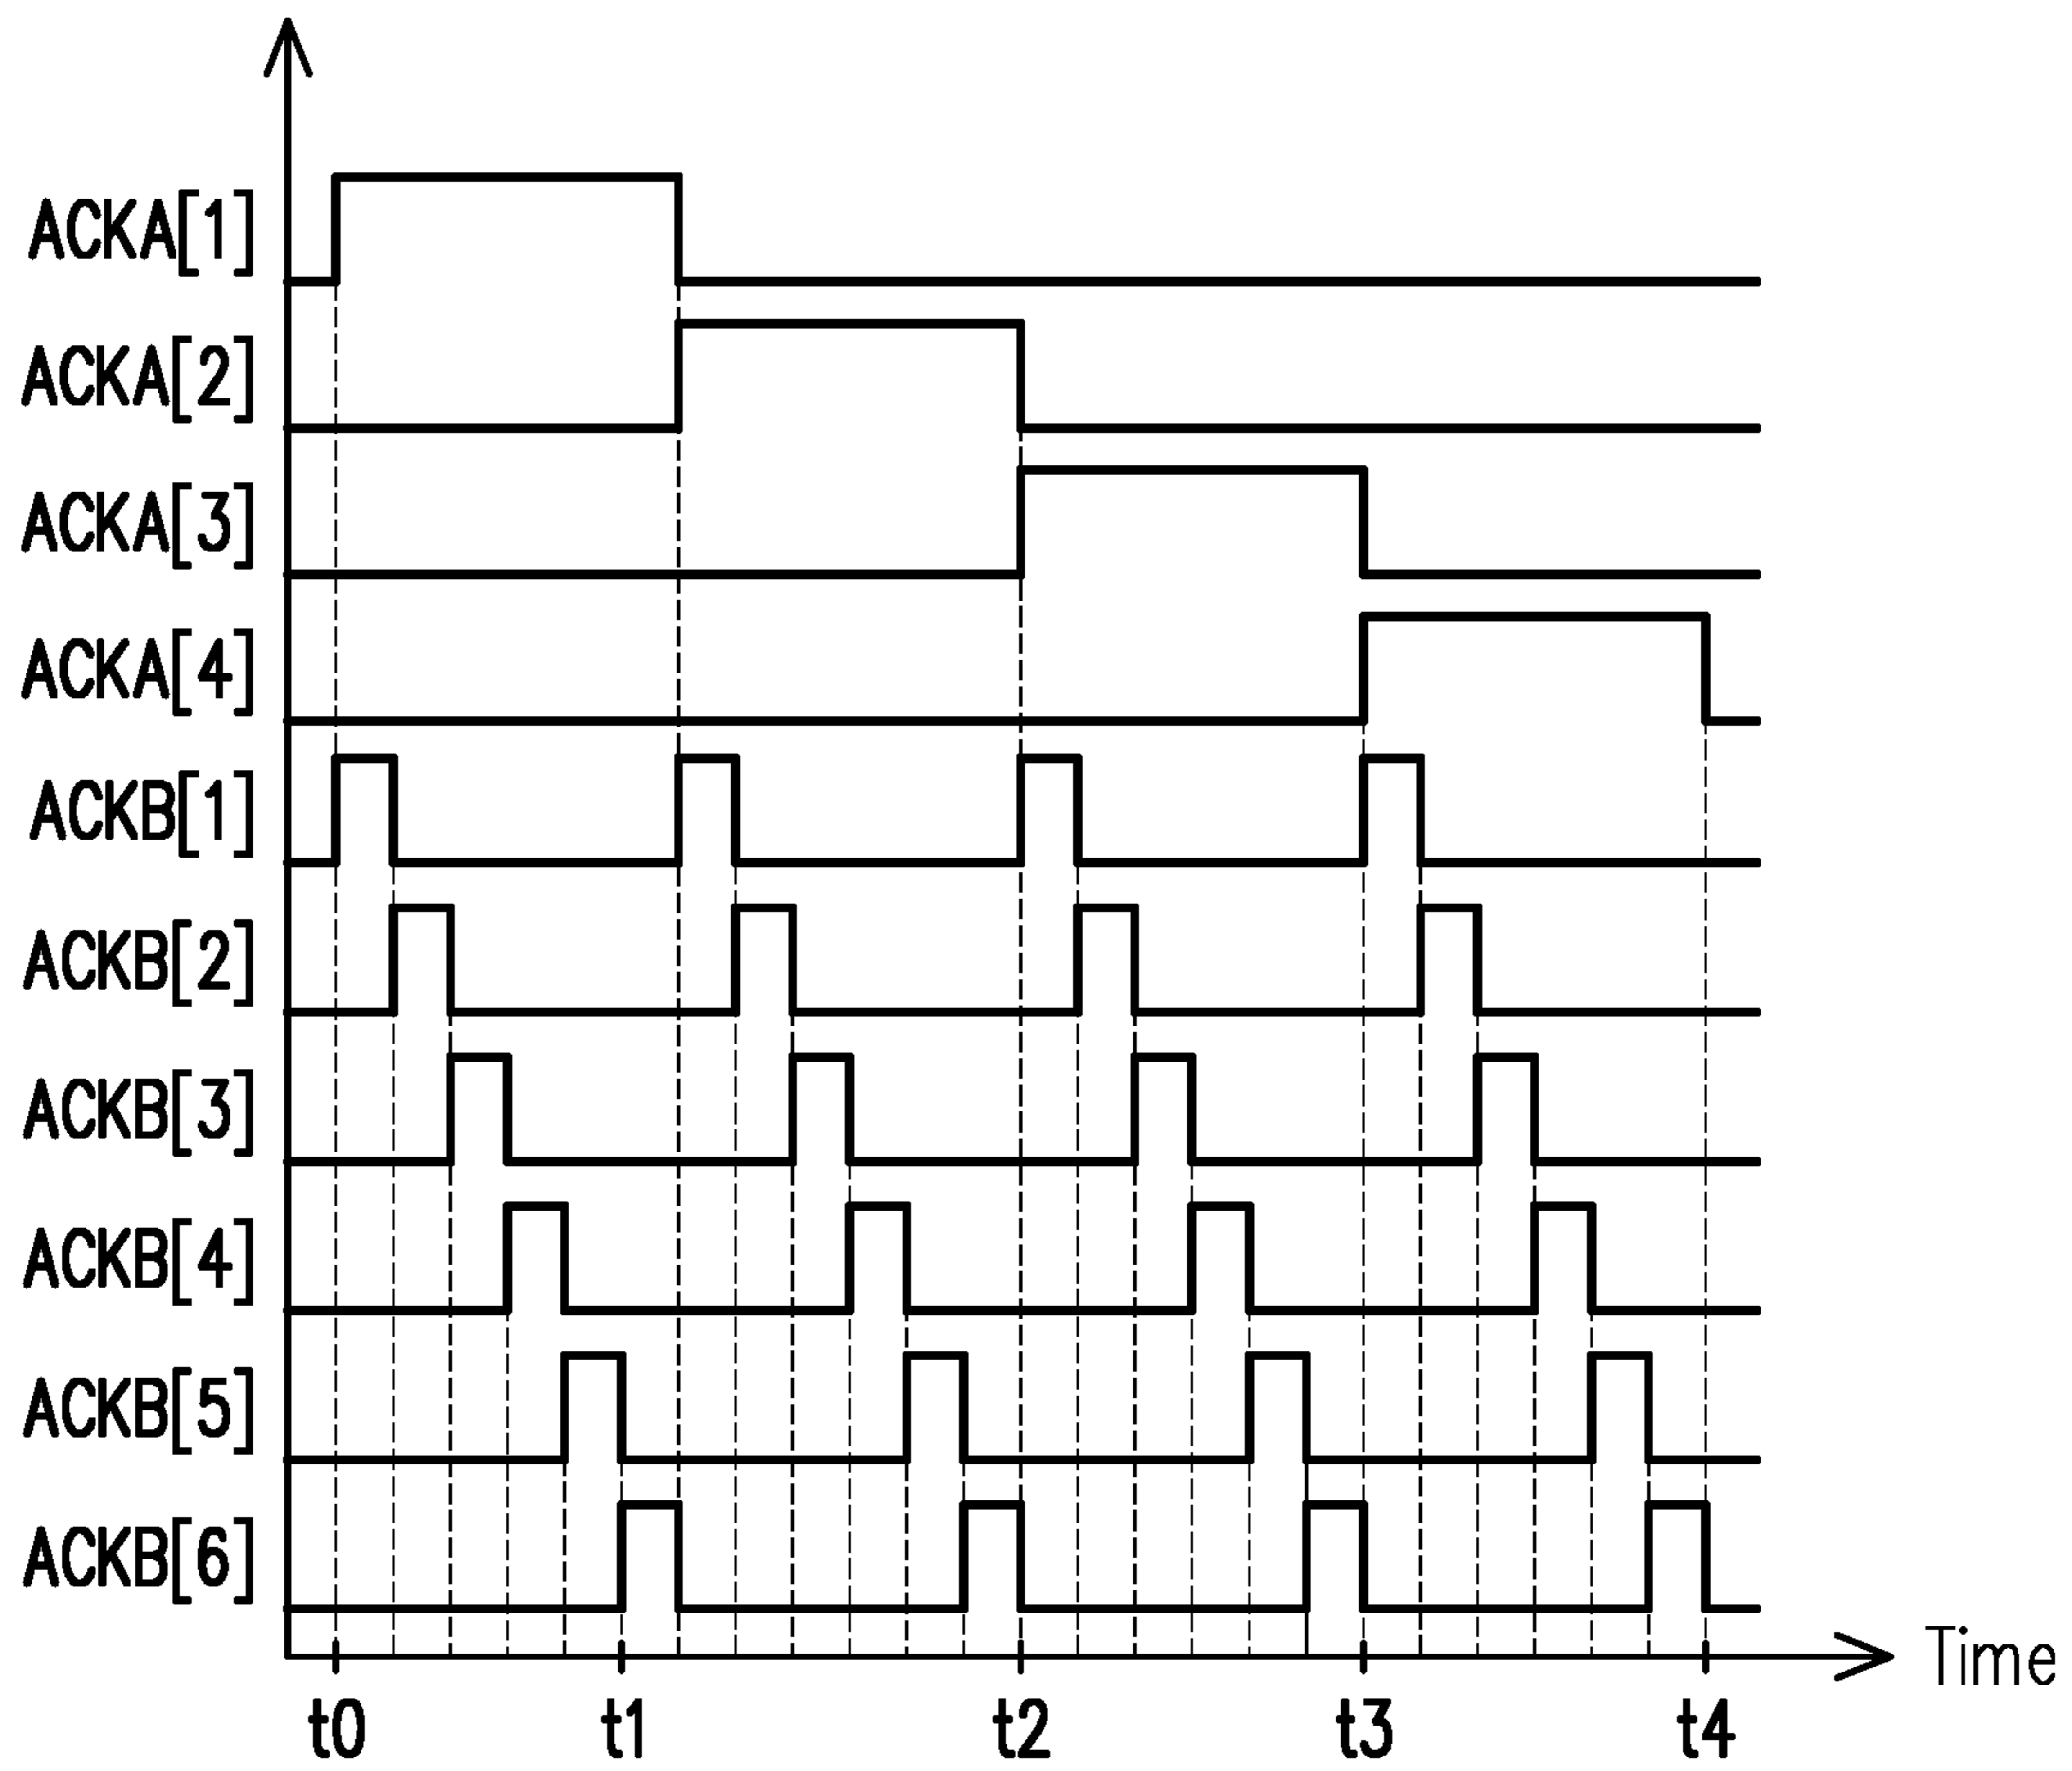 ACKA[1]
ACKA[2]
ACKA[3]
ACKA[4]
ACKB[1]
ACKB[2]
ACKB[3]
ACKB[4]
ACKB[5]
ACKB[6]
Time
t0 t1 t2 t3 t4